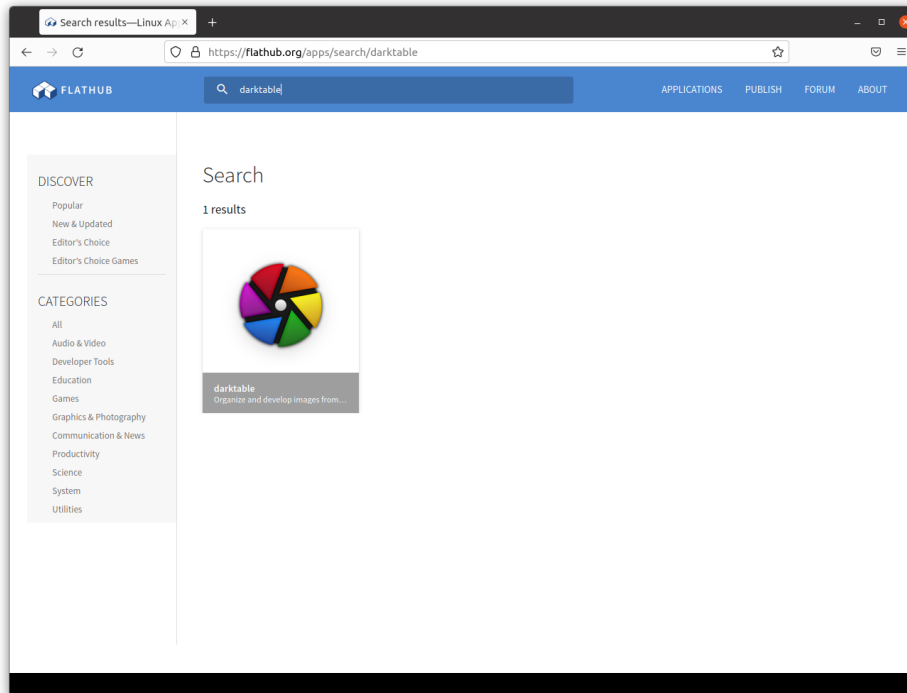 Search results—Linux Ap
https://flathub.org/apps/search/darktable
FLATHUB
darktable
APPLICATIONS
PUBLISH
FORUM
ABOUT
DISCOVER
Popular
New & Updated
Editor's Choice
Editor's Choice Games
CATEGORIES
All
Audio & Video
Developer Tools
Education
Games
Graphics & Photography
Communication & News
Productivity
Science
System
Utilities
Search
1 results
darktable
Organize and develop images from…